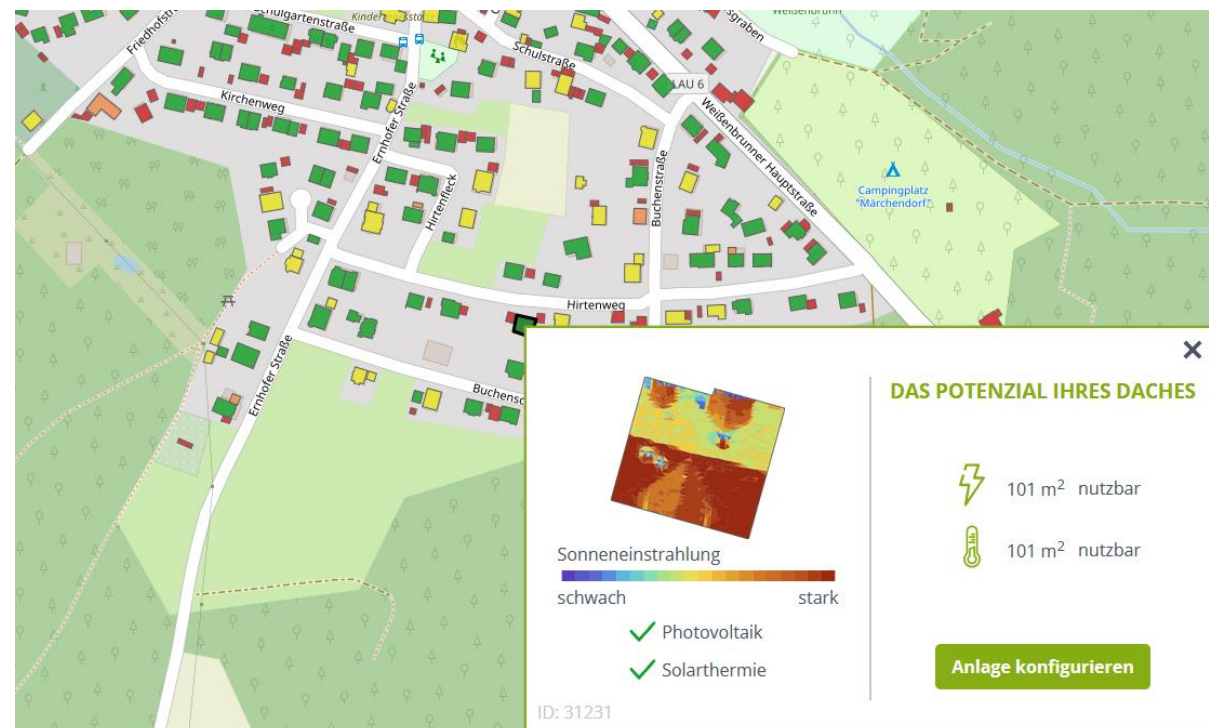 Friedhofstr
Schulgartenstraße
Schulstraße
Weißenbrunn
LAU 6
Kirchenweg
Ernhofer Straße
Hirtenfleck
Buchenstraße
Weißenbrunner Hauptstraße
Campingplatz
"Märchendorf"
Hirtenweg
Ernhofer Straße
Buchensc
×
DAS POTENZIAL IHRES DACHES
101 m² nutzbar
101 m² nutzbar
Sonneneinstrahlung
schwach stark
Photovoltaik
Solarthermie
Anlage konfigurieren
ID: 31231